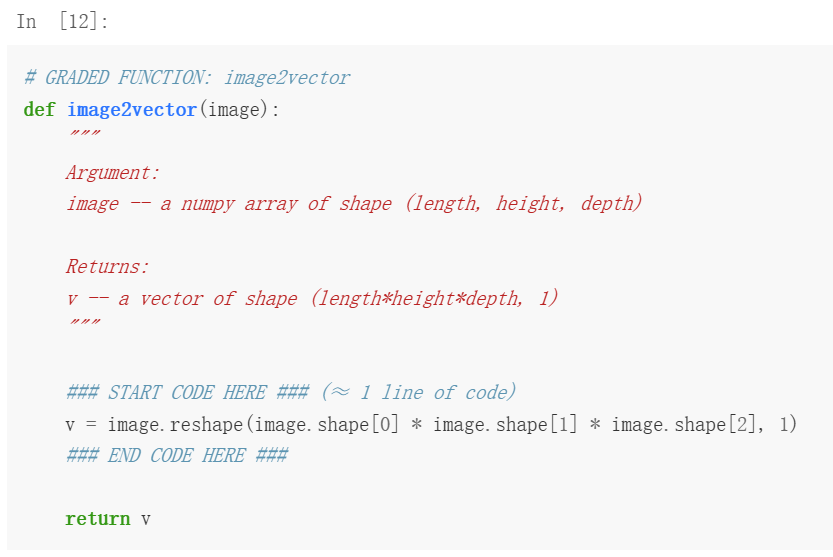 In [12]:
# GRADED FUNCTION: image2vector
def image2vector(image):
    """
    Argument:
    image -- a numpy array of shape (length, height, depth)

    Returns:
    v -- a vector of shape (length*height*depth, 1)
    """

    ### START CODE HERE ### (≈ 1 line of code)
    v = image.reshape(image.shape[0] * image.shape[1] * image.shape[2], 1)
    ### END CODE HERE ###

    return v